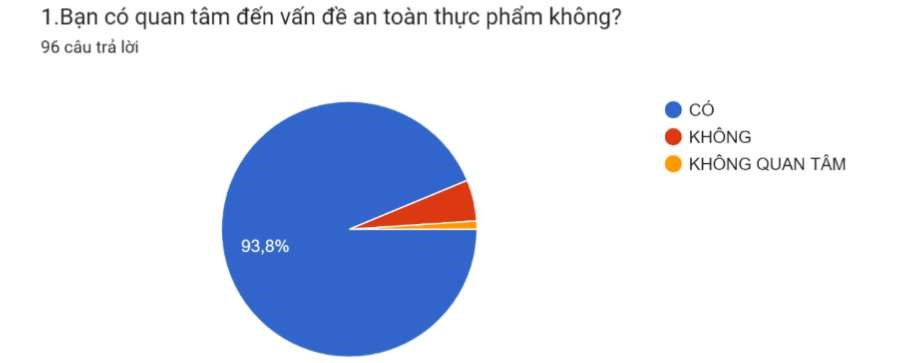 1.Bạn có quan tâm đến vấn đề an toàn thực phẩm không?
96 câu trả lời
CÓ
KHÔNG
KHÔNG QUAN TÂM
93,8%